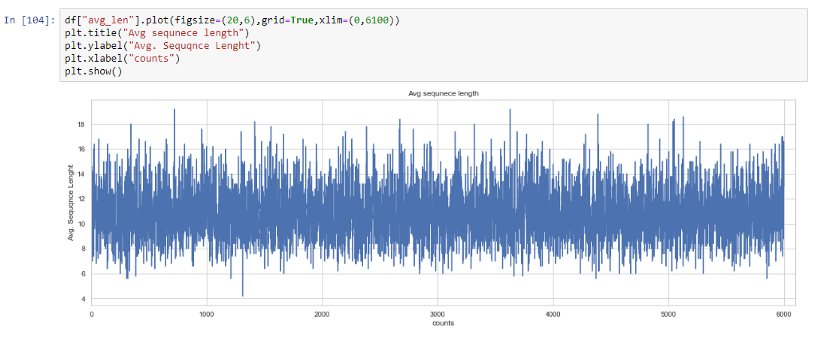 In [104]: df["avg_len"].plot(figsize=(20,6),grid=True,xlim=(0,6100))
plt.title("Avg sequnece length")
plt.ylabel("Avg. Sequqnce Lenght")
plt.xlabel("counts")
plt.show()
Avg sequnece length
18
16
14
12
10
8
6
4
Avg. Sequqnce Lenght
0 1000 2000 3000 4000 5000 6000
counts